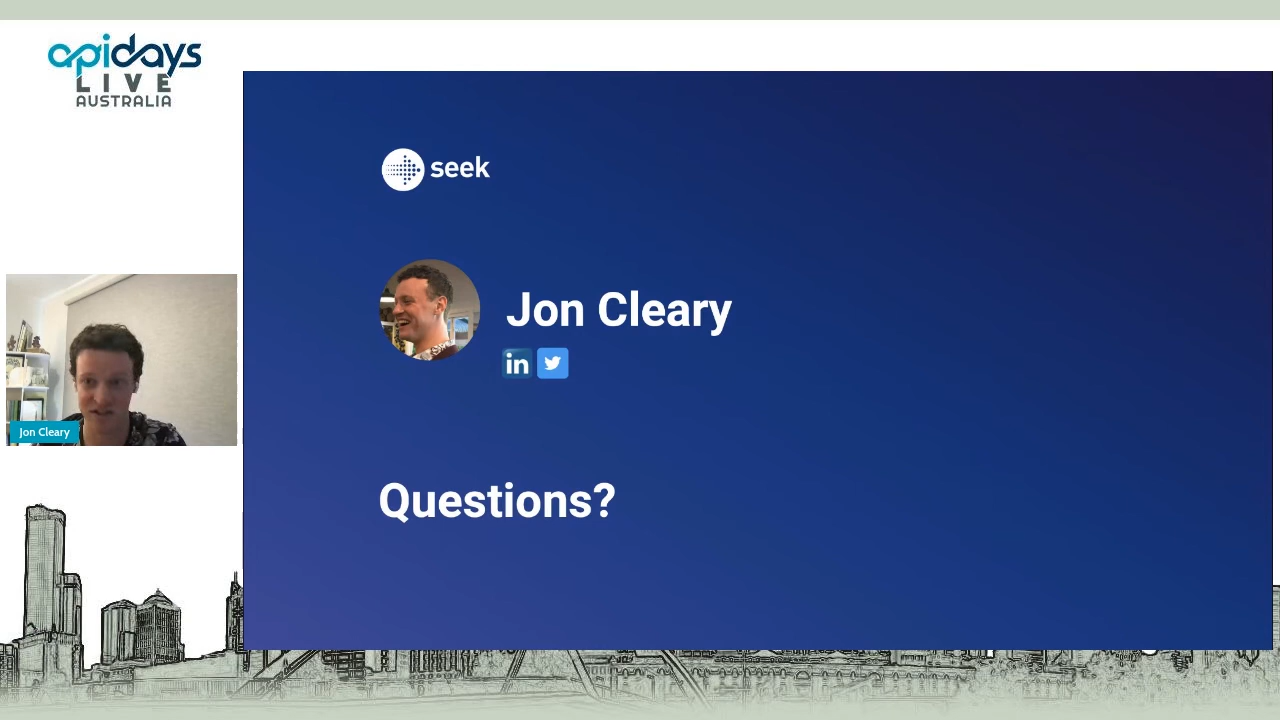 apidays
LIVE
AUSTRALIA
seek
Jon Cleary
in
Jon Cleary
Questions?